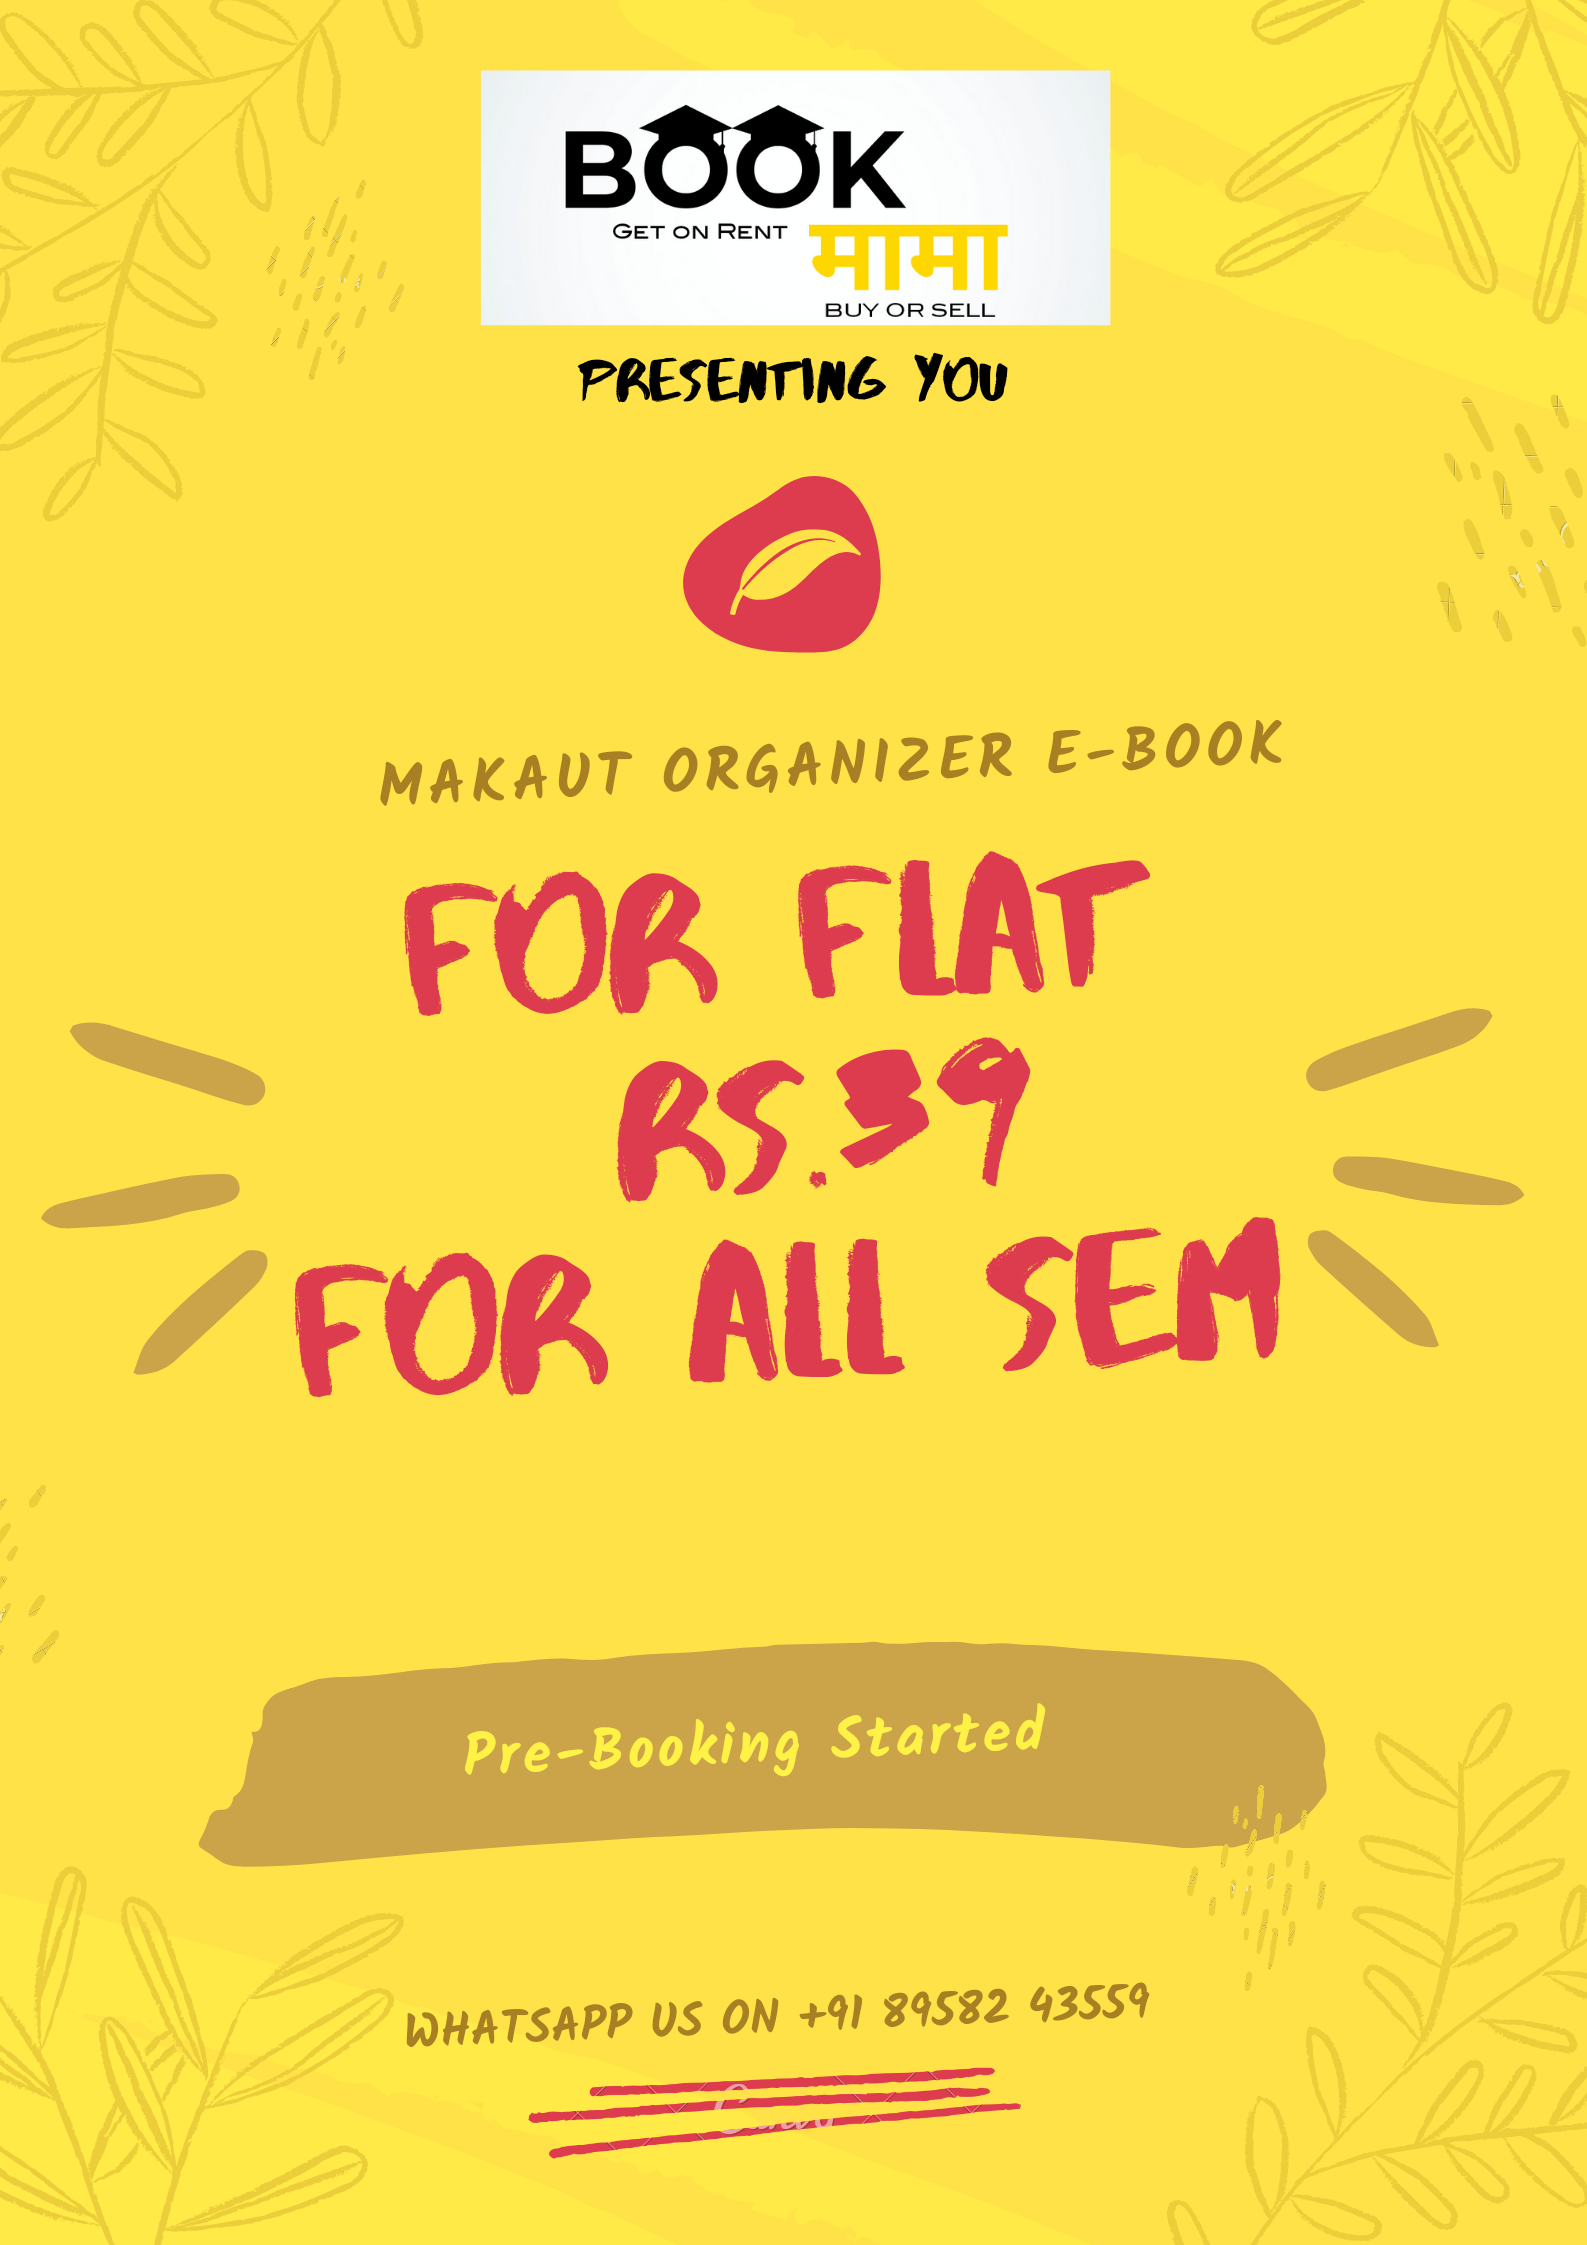 BOOK
GET ON RENT
मामा
BUY OR SELL
PRESENTING YOU
MAKAUT ORGANIZER E-BOOK
FOR FLAT
RS.39
FOR ALL SEM
Pre-Booking Started
WHATSAPP US ON +91 89582 43559
Canva